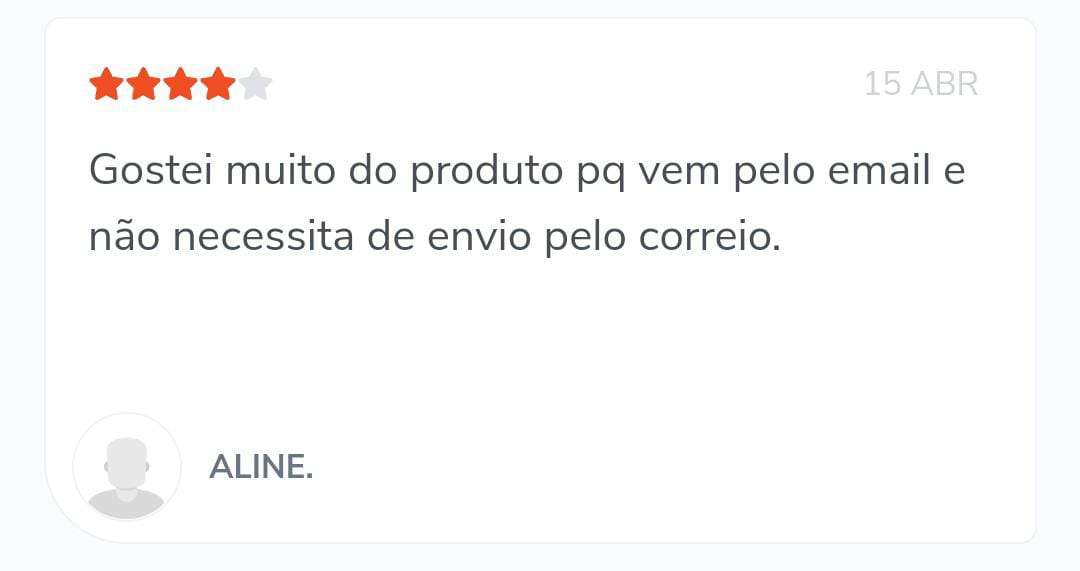 15 ABR
Gostei muito do produto pq vem pelo email e
não necessita de envio pelo correio.
ALINE.